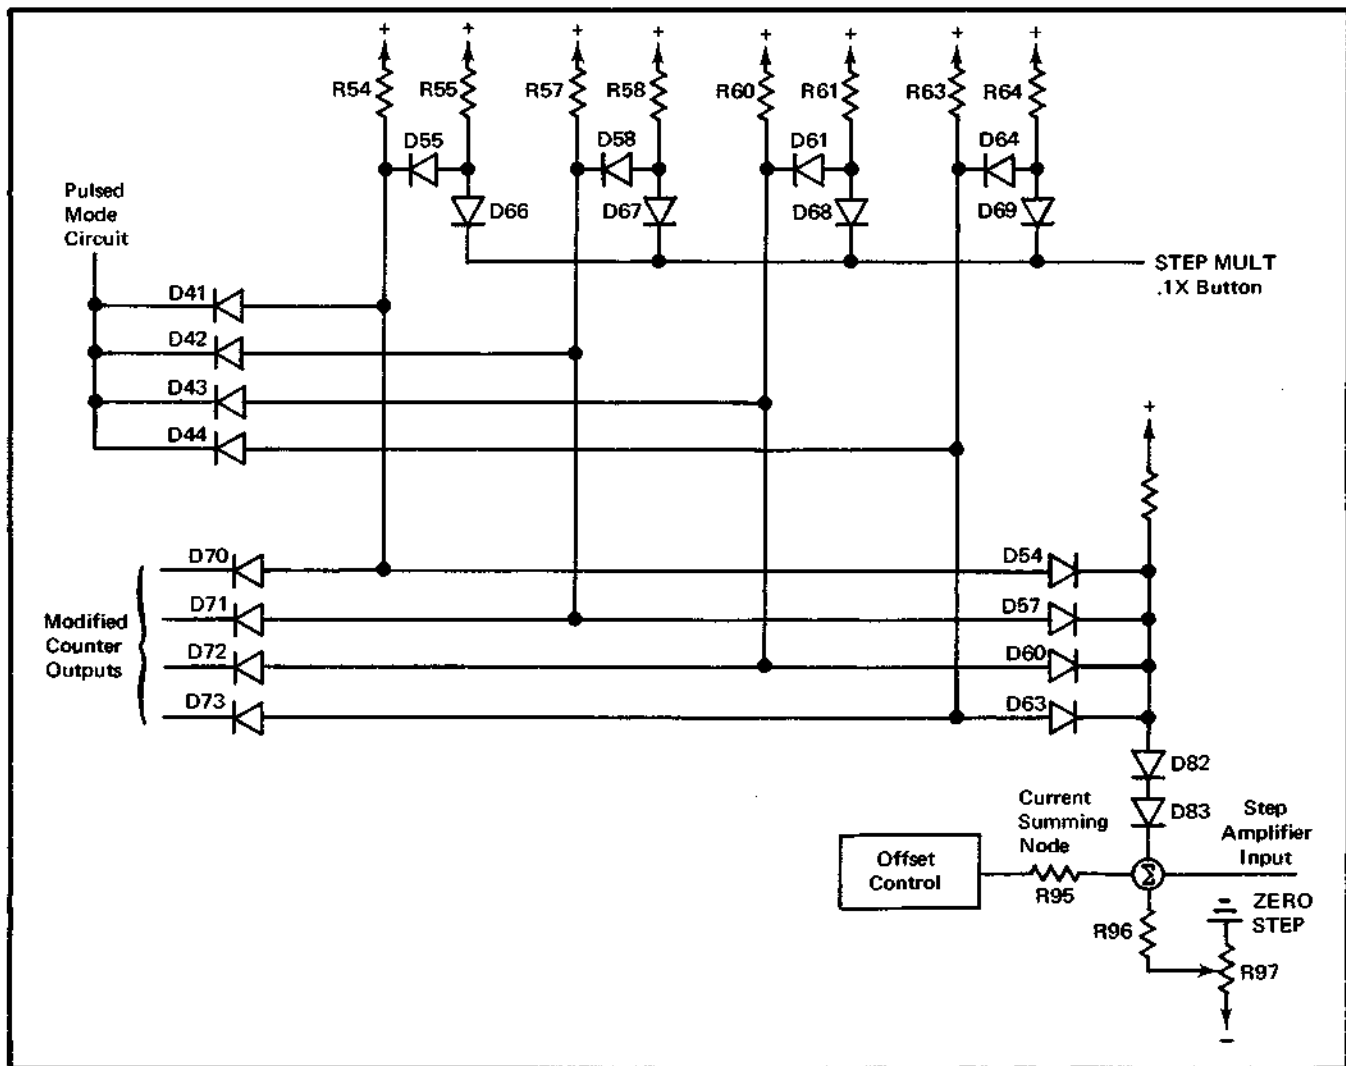 + + + + + + + +
R54 R55 R57 R58 R60 R61 R63 R64
D55 D58 D61 D64
Pulsed
Mode
Circuit
D66 D67 D68 D69
STEP MULT
.1X Button
D41
D42
D43
D44
+
D70 D54
D71 D57
D72 D60
D73 D63
Modified
Counter
Outputs
D82
D83
Current
Summing
Node
Step
Amplifier
Input
Offset
Control
R95
Σ
ZERO
STEP
R96
R97
−